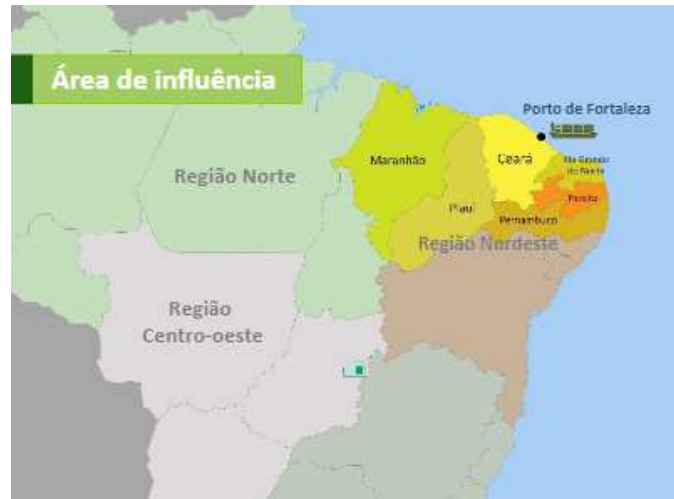 Área de influência
Porto de Fortaleza
Maranhão
Ceará
Rio Grande
do Norte
Região Norte
Piauí
Paraíba
Pernambuco
Região Nordeste
Região
Centro-oeste